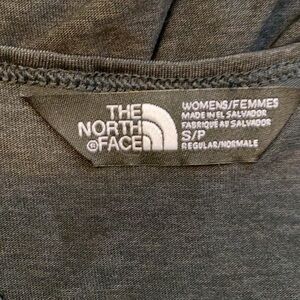 THE
NORTH
®FACE
WOMENS/FEMMES
MADE IN EL SALVADOR
FABRIQUÉ AU SALVADOR
S/P
REGULAR/NORMALE